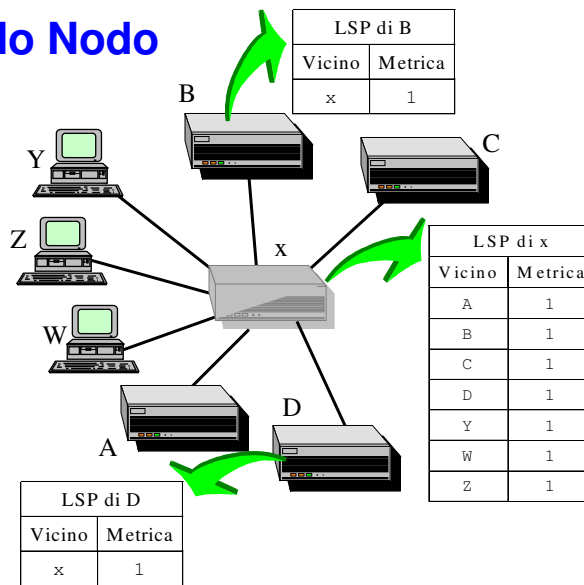 lo Nodo
LSP di B
Vicino Metrica
x 1
B
C
Y
Z
x
W
LSP di x
Vicino Metrica
A 1
B 1
C 1
D 1
Y 1
W 1
Z 1
D
A
LSP di D
Vicino Metrica
x 1